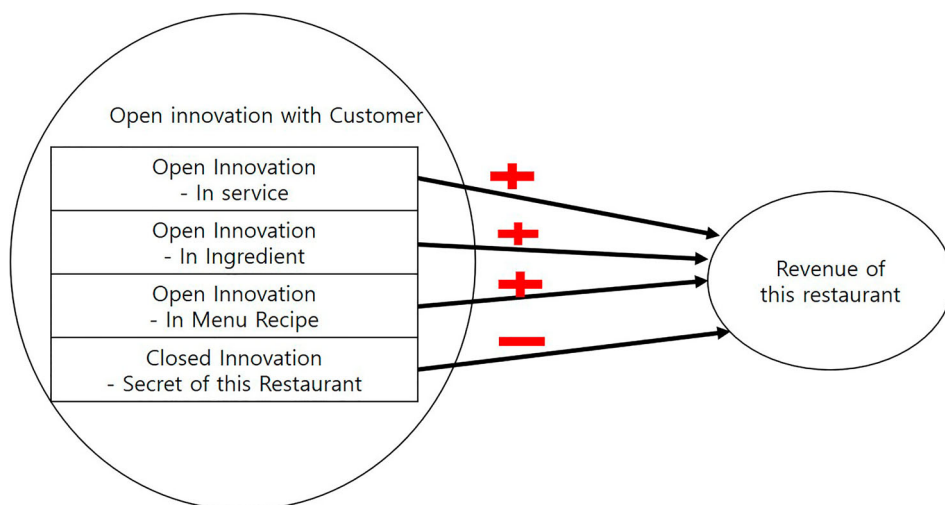 Open innovation with Customer
Open Innovation
- In service
Open Innovation
- In Ingredient
Open Innovation
- In Menu Recipe
Closed Innovation
- Secret of this Restaurant
+
+
+
−
Revenue of
this restaurant